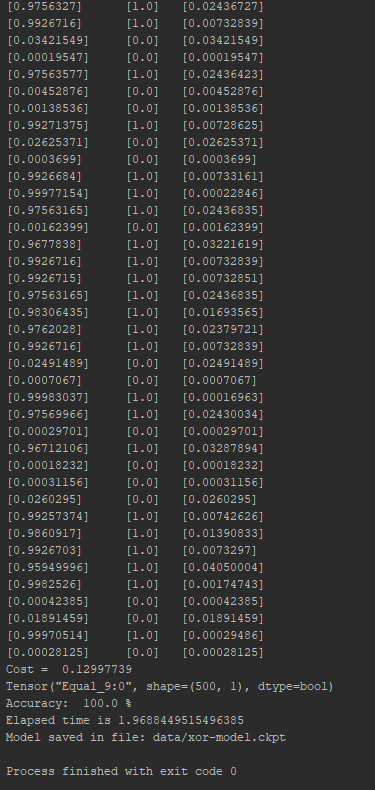 [0.9756327] [1.0] [0.02436727]
[0.9926716] [1.0] [0.00732839]
[0.03421549] [0.0] [0.03421549]
[0.00019547] [0.0] [0.00019547]
[0.97563577] [1.0] [0.02436423]
[0.00452876] [0.0] [0.00452876]
[0.00138536] [0.0] [0.00138536]
[0.99271375] [1.0] [0.00728625]
[0.02625371] [0.0] [0.02625371]
[0.0003699] [0.0] [0.0003699]
[0.9926684] [1.0] [0.00733161]
[0.99977154] [1.0] [0.00022846]
[0.97563165] [1.0] [0.02436835]
[0.00162399] [0.0] [0.00162399]
[0.9677838] [1.0] [0.03221619]
[0.9926716] [1.0] [0.00732839]
[0.9926715] [1.0] [0.00732851]
[0.97563165] [1.0] [0.02436835]
[0.98306435] [1.0] [0.01693565]
[0.9762028] [1.0] [0.02379721]
[0.9926716] [1.0] [0.00732839]
[0.02491489] [0.0] [0.02491489]
[0.0007067] [0.0] [0.0007067]
[0.99983037] [1.0] [0.00016963]
[0.97569966] [1.0] [0.02430034]
[0.00029701] [0.0] [0.00029701]
[0.96712106] [1.0] [0.03287894]
[0.00018232] [0.0] [0.00018232]
[0.00031156] [0.0] [0.00031156]
[0.0260295] [0.0] [0.0260295]
[0.99257374] [1.0] [0.00742626]
[0.9860917] [1.0] [0.01390833]
[0.9926703] [1.0] [0.0073297]
[0.95949996] [1.0] [0.04050004]
[0.9982526] [1.0] [0.00174743]
[0.00042385] [0.0] [0.00042385]
[0.01891459] [0.0] [0.01891459]
[0.99970514] [1.0] [0.00029486]
[0.00028125] [0.0] [0.00028125]
Cost =  0.12997739
Tensor("Equal_9:0", shape=(500, 1), dtype=bool)
Accuracy:  100.0 %
Elapsed time is 1.9688449515496385
Model saved in file: data/xor-model.ckpt
Process finished with exit code 0